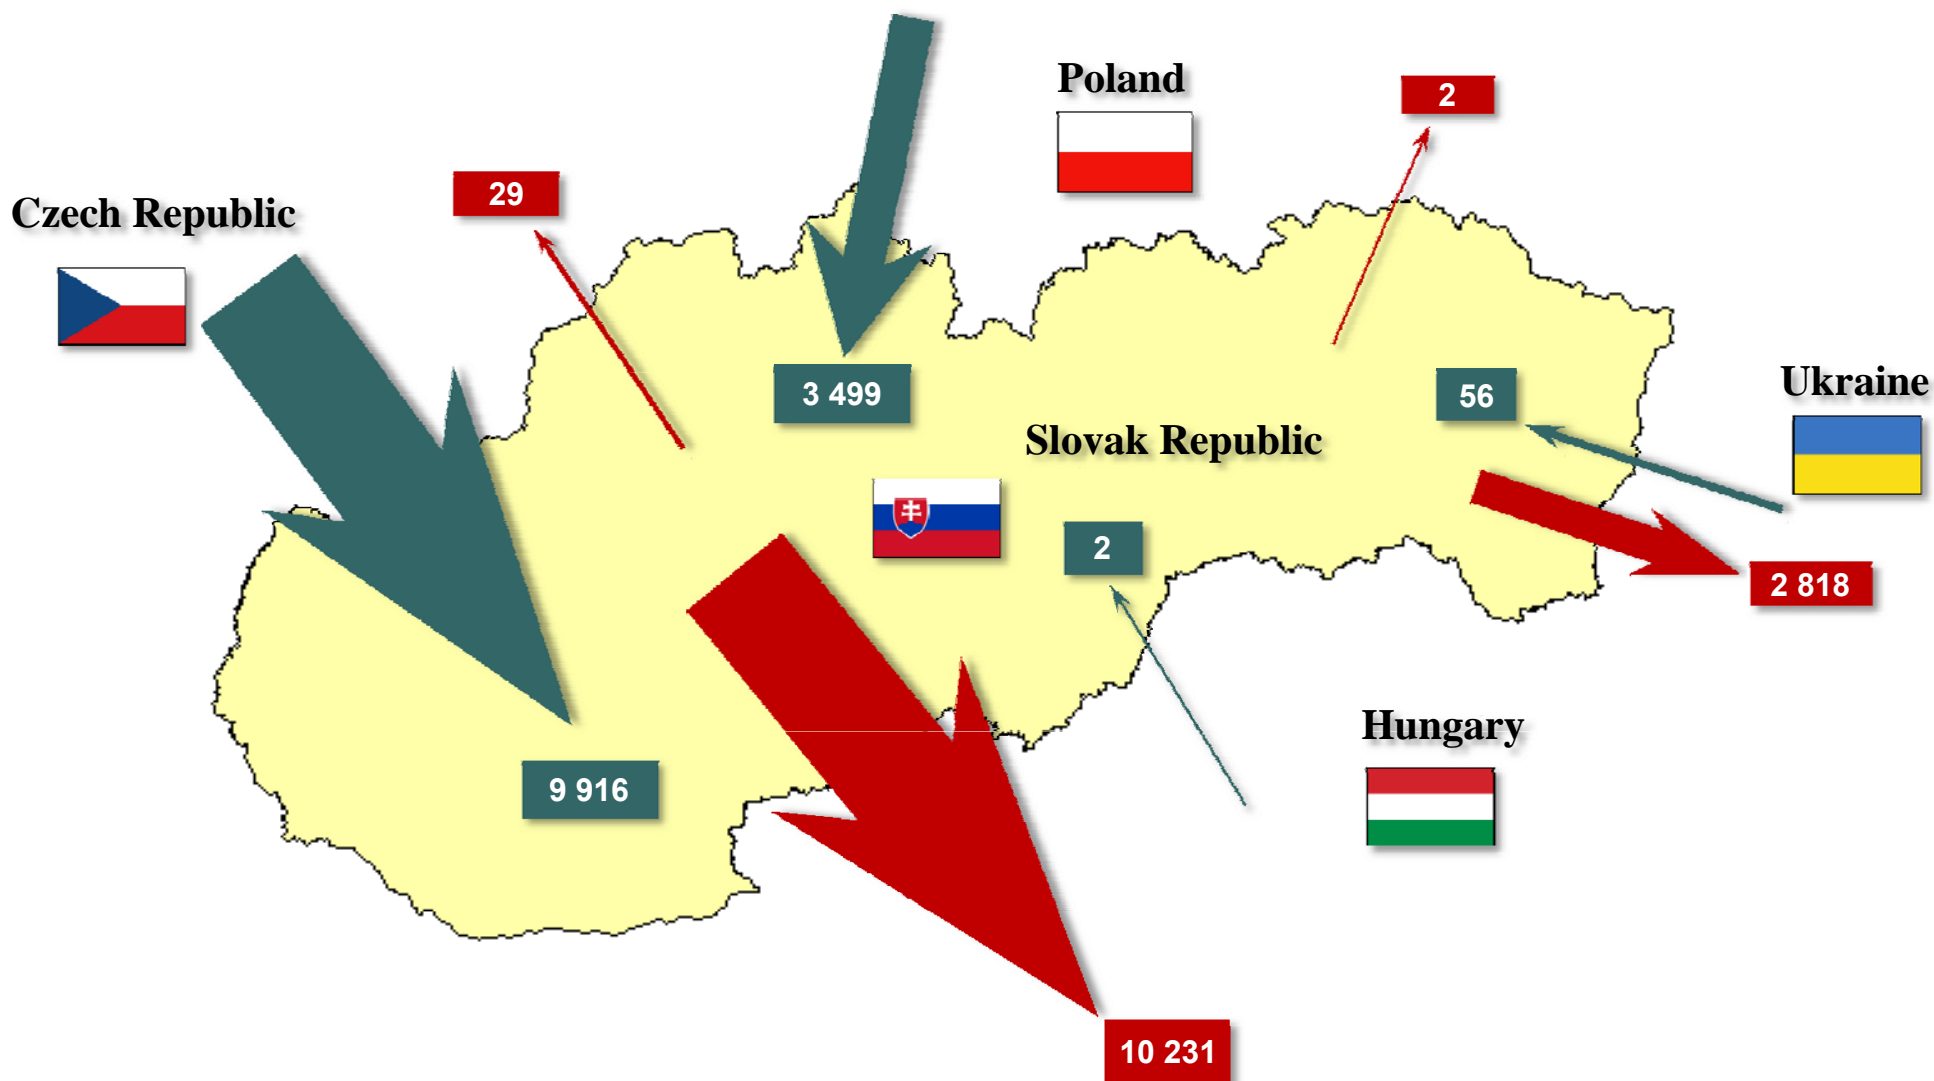 Poland
2
29
Czech Republic
3 499
56
Ukraine
Slovak Republic
2
2 818
Hungary
9 916
10 231